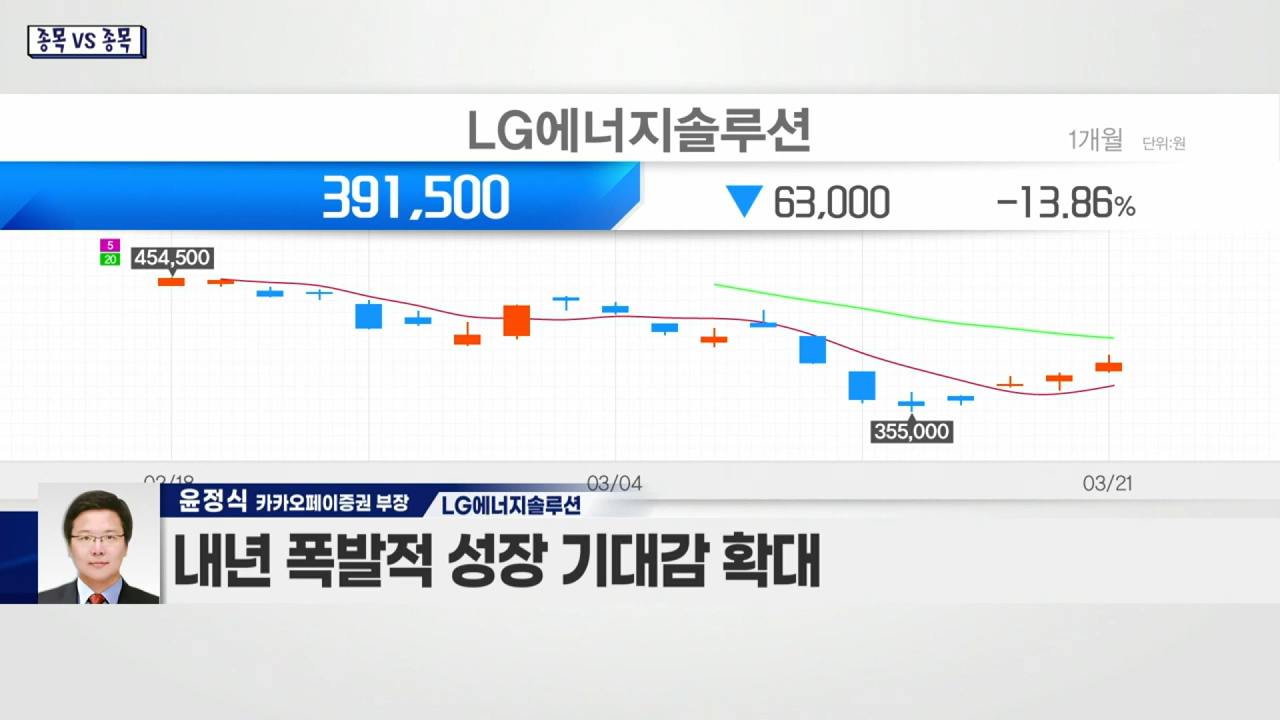 종목 VS 종목
LG에너지솔루션
1개월 단위:원
391,500 ▼ 63,000 -13.86%
5
20
454,500
355,000
02/18 03/04 03/21
윤정식 카카오페이증권 부장 LG에너지솔루션
내년 폭발적 성장 기대감 확대